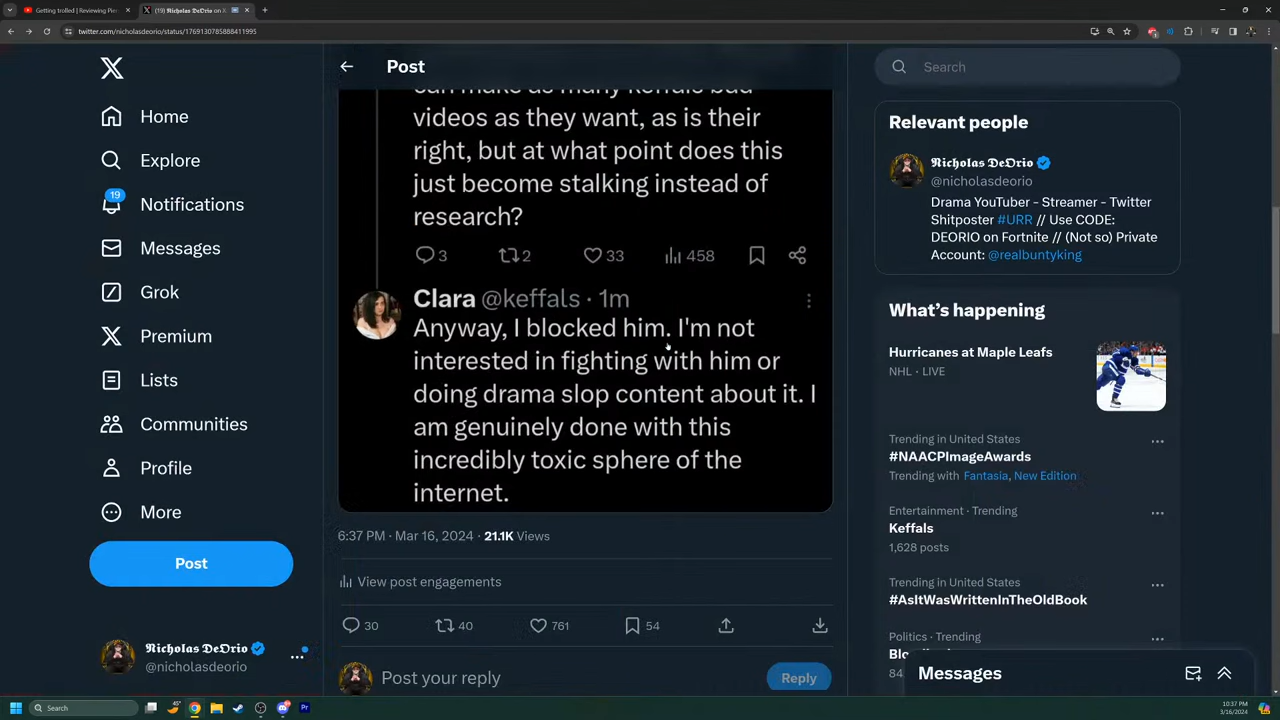 Getting trolled | Reviewing Pie
(19) Nicholas DeOrio on X
twitter.com/nicholasdeorio/status/1769130785888411995
Home
Explore
19
Notifications
Messages
Grok
Premium
Lists
Communities
Profile
More
Post
Nicholas DeOrio
@nicholasdeorio
Post
can make as many keffals bad
videos as they want, as is their
right, but at what point does this
just become stalking instead of
research?
3 2 33 458
Clara @keffals · 1m
Anyway, I blocked him. I'm not
interested in fighting with him or
doing drama slop content about it. I
am genuinely done with this
incredibly toxic sphere of the
internet.
6:37 PM · Mar 16, 2024 · 21.1K Views
View post engagements
30 40 761 54
Post your reply
Reply
Search
Relevant people
Nicholas DeOrio
@nicholasdeorio
Drama YouTuber - Streamer - Twitter
Shitposter #URR // Use CODE:
DEORIO on Fortnite // (Not so) Private
Account: @realbuntyking
What's happening
Hurricanes at Maple Leafs
NHL · LIVE
Trending in United States
#NAACPImageAwards
Trending with Fantasia, New Edition
Entertainment · Trending
Keffals
1,628 posts
Trending in United States
#AsItWasWrittenInTheOldBook
Politics · Trending
84
Messages
Search
45°
10:37 PM
3/16/2024